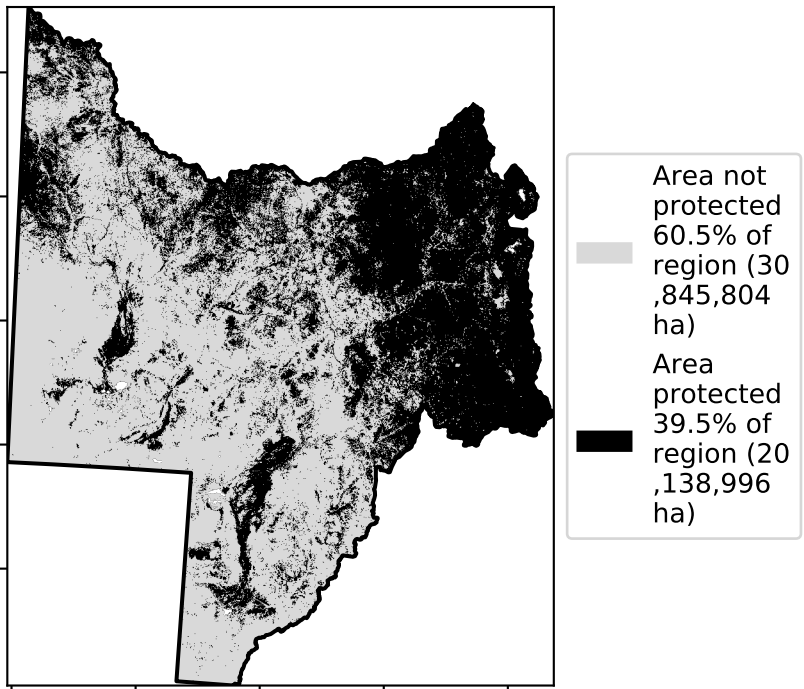 Area not
protected
60.5% of
region (30
,845,804
ha)
Area
protected
39.5% of
region (20
,138,996
ha)